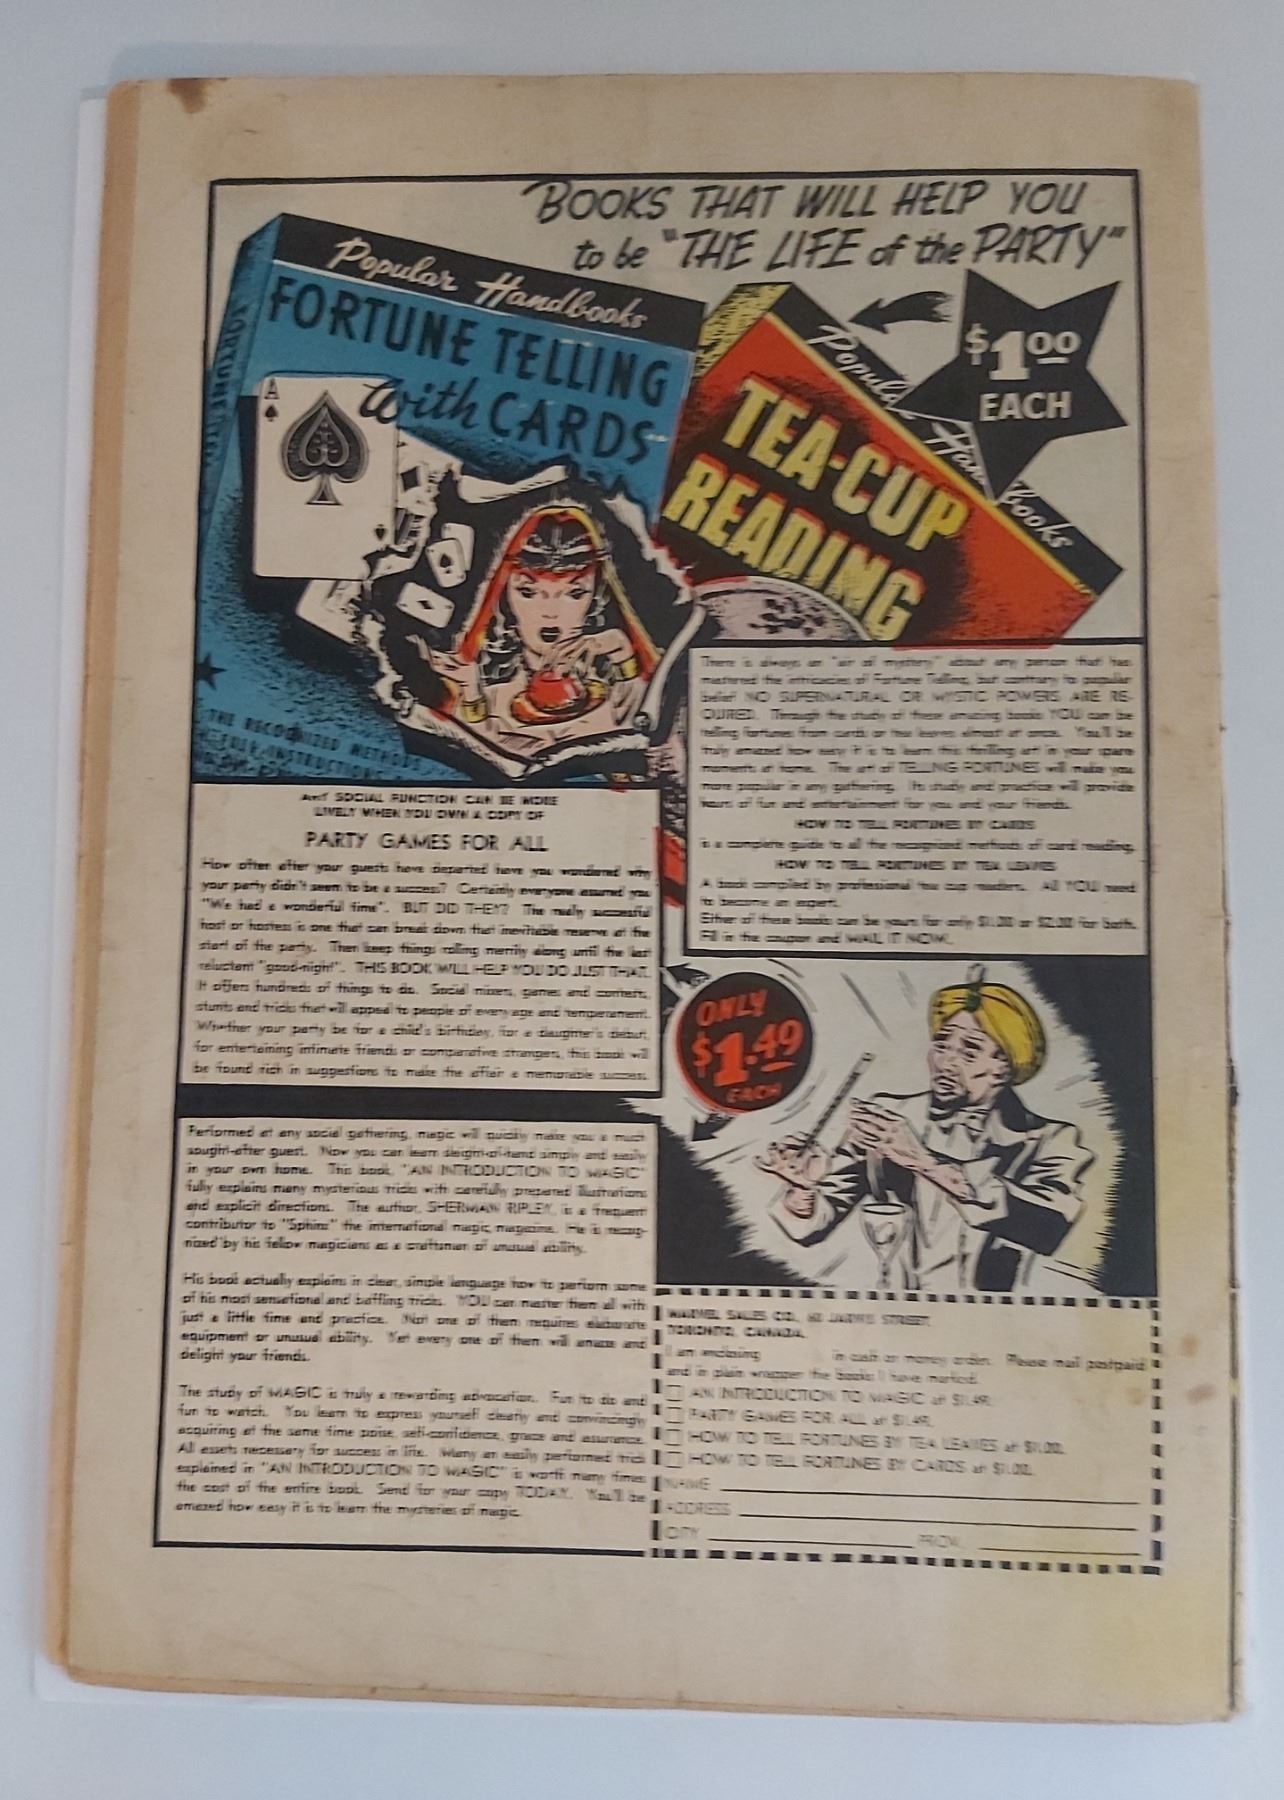 BOOKS THAT WILL HELP YOU
to be "THE LIFE of the PARTY"
Popular Handbooks
FORTUNE TELLING
with CARDS
A
THE RECOGNIZED METHODS
Popular Handbooks
TEA-CUP
READING
$1.00
EACH
There is always an "air of mystery" about any person that has
mastered the intricacies of Fortune Telling, but contrary to popular
belief NO SUPERNATURAL OR MYSTIC POWERS ARE RE-
QUIRED. Through the study of these amusing books YOU can be
telling fortunes from cards or tea leaves almost at once. You'll be
truly amazed how easy it is to learn this thrilling art in your spare
moments at home. The art of TELLING FORTUNES will make you
more popular in any gathering. Its study and practice will provide
hours of fun and entertainment for you and your friends.
HOW TO TELL FORTUNES BY CARDS
is a complete guide to all the recognized methods of card reading.
HOW TO TELL FORTUNES BY TEA LEAVES
A book compiled by professional tea cup readers. All YOU need
to become an expert.
Either of these books can be yours for only $1.00 or $2.00 for both.
Fill in the coupon and MAIL IT NOW.
ANY SOCIAL FUNCTION CAN BE MORE
LIVELY WHEN YOU OWN A COPY OF
PARTY GAMES FOR ALL
How often after your guests have departed have you wondered why
your party didn't seem to be a success? Certainly everyone assured you
"We had a wonderful time". BUT DID THEY? The really successful
host or hostess is one that can break down that inevitable reserve at the
start of the party. Then keep things rolling merrily along until the last
reluctant "good-night". THIS BOOK WILL HELP YOU DO JUST THAT.
It offers hundreds of things to do. Social mixers, games and contests,
stunts and tricks that will appeal to people of every age and temperament.
Whether your party be for a child's birthday, for a daughter's debut,
for entertaining intimate friends or comparative strangers, this book will
be found rich in suggestions to make the affair a memorable success.
ONLY
$1.49
EACH
Performed at any social gathering, magic will quickly make you a much
sought-after guest. Now you can learn sleight-of-hand simply and easily
in your own home. This book, "AN INTRODUCTION TO MAGIC"
fully explains many mysterious tricks with carefully prepared illustrations
and explicit directions. The author, SHERMAN RIPLEY, is a frequent
contributor to "Sphinx" the international magic magazine. He is recog-
nized by his fellow magicians as a craftsman of unusual ability.
His book actually explains in clear, simple language how to perform some
of his most sensational and baffling tricks. YOU can master them all with
just a little time and practice. Not one of them requires elaborate
equipment or unusual ability. Yet every one of them will amaze and
delight your friends.
The study of MAGIC is truly a rewarding advocation. Fun to do and
fun to watch. You learn to express yourself clearly and convincingly
acquiring at the same time poise, self-confidence, grace and assurance.
All assets necessary for success in life. Many an easily performed trick
explained in "AN INTRODUCTION TO MAGIC" is worth many times
the cost of the entire book. Send for your copy TODAY. You'll be
amazed how easy it is to learn the mysteries of magic.
MARVEL SALES CO., JARVIS STREET,
TORONTO, CANADA.
I am enclosing in cash or money order. Please mail postpaid
and in plain wrapper the books I have marked.
AN INTRODUCTION TO MAGIC at $1.49.
PARTY GAMES FOR ALL at $1.49.
HOW TO TELL FORTUNES BY TEA LEAVES at $1.00.
HOW TO TELL FORTUNES BY CARDS at $1.00.
NAME
ADDRESS
CITY PROV.